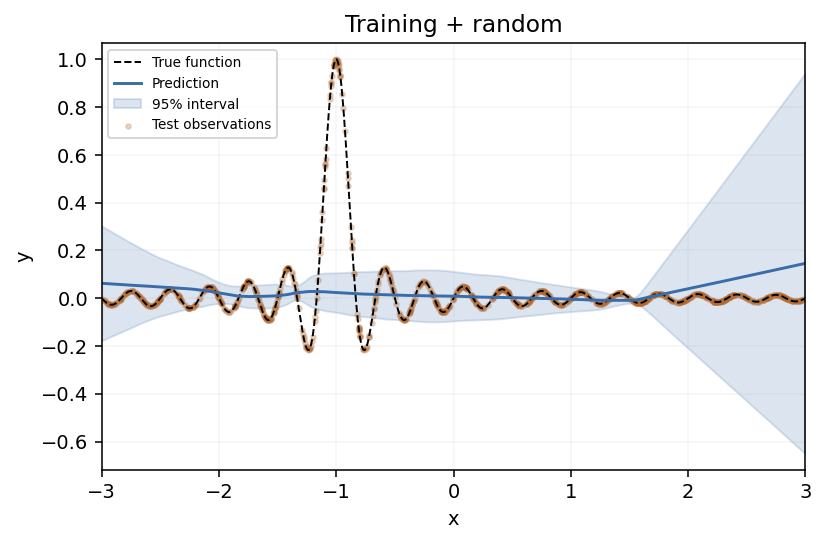 Training + random
True function
Prediction
95% interval
Test observations
1.0
0.8
0.6
0.4
0.2
0.0
−0.2
−0.4
−0.6
y
−3
−2
−1
0
1
2
3
x